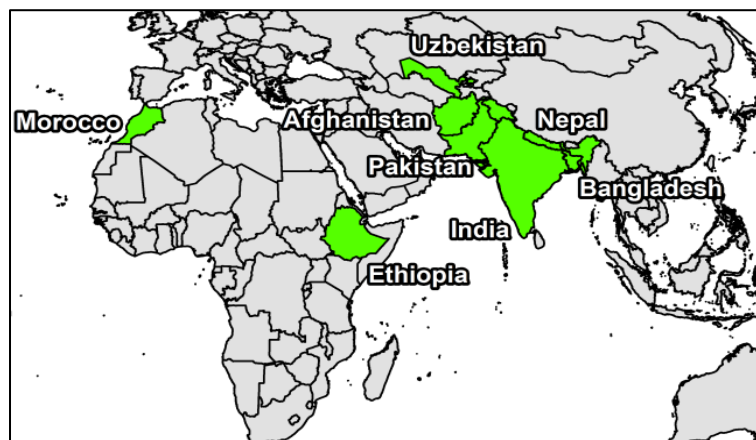 Uzbekistan
Morocco
Afghanistan
Nepal
Pakistan
Bangladesh
India
Ethiopia